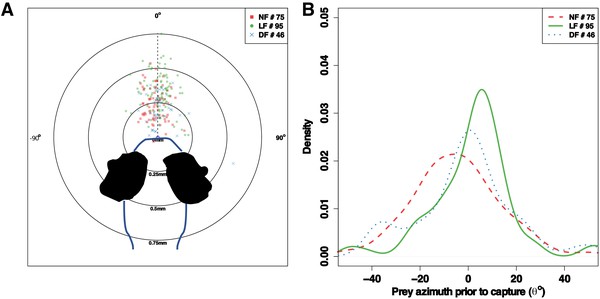 A
0°
NF # 75
LF # 95
DF # 46
-90°
90°
0mm
0.25mm
0.5mm
0.75mm
B
NF # 75
LF # 95
DF # 46
Density
0.05
0.04
0.03
0.02
0.01
0.00
-40 -20 0 20 40
Prey azimuth prior to capture (θ°)